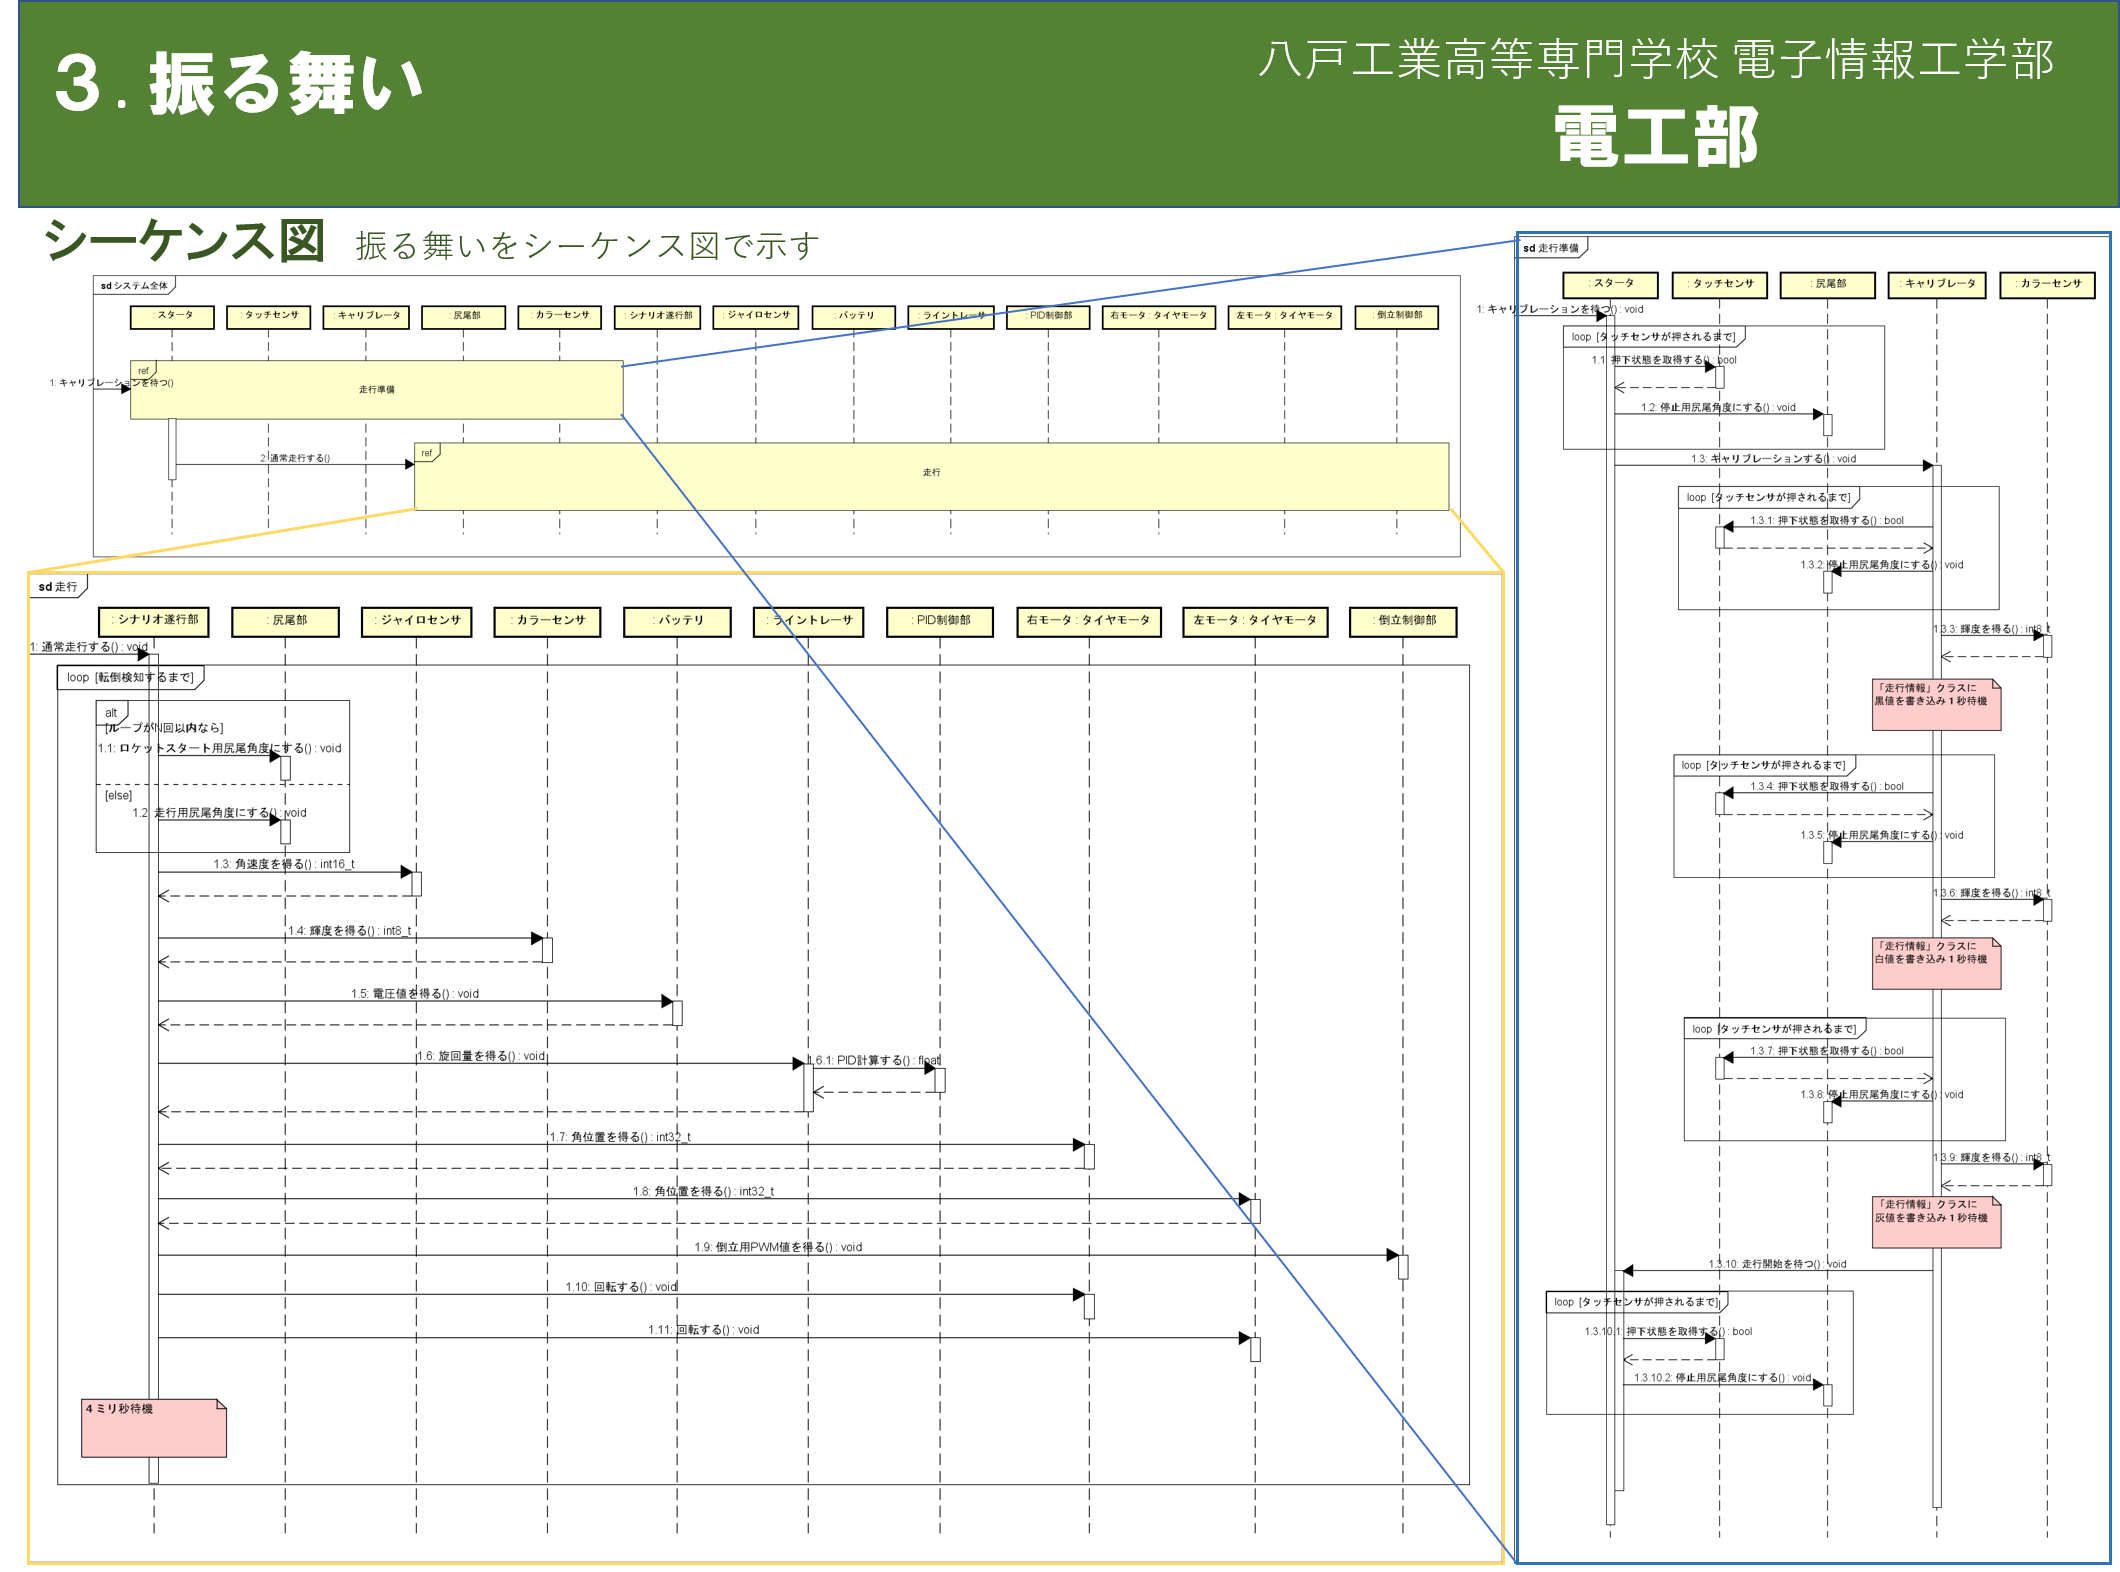 3．振る舞い
八戸工業高等専門学校 電子情報工学部
電工部
シーケンス図 振る舞いをシーケンス図で示す
sd システム全体
: スタータ
: タッチセンサ
: キャリブレータ
: 尻尾部
: カラーセンサ
: シナリオ遂行部
: ジャイロセンサ
: バッテリ
: ライントレーサ
: PID制御部
右モータ : タイヤモータ
左モータ : タイヤモータ
: 倒立制御部
ref
1: キャリブレーションを待つ()
走行準備
2: 通常走行する()
ref
走行
sd 走行
: シナリオ遂行部
: 尻尾部
: ジャイロセンサ
: カラーセンサ
: バッテリ
: ライントレーサ
: PID制御部
右モータ : タイヤモータ
左モータ : タイヤモータ
: 倒立制御部
1: 通常走行する() : void
loop [転倒検知するまで]
alt
[ループがN回以内なら]
1.1: ロケットスタート用尻尾角度にする() : void
[else]
1.2: 走行用尻尾角度にする() : void
1.3: 角速度を得る() : int16_t
1.4: 輝度を得る() : int8_t
1.5: 電圧値を得る() : void
1.6: 旋回量を得る() : void
1.6.1: PID計算する() : float
1.7: 角位置を得る() : int32_t
1.8: 角位置を得る() : int32_t
1.9: 倒立用PWM値を得る() : void
1.10: 回転する() : void
1.11: 回転する() : void
4ミリ秒待機
sd 走行準備
: スタータ
: タッチセンサ
: 尻尾部
: キャリブレータ
: カラーセンサ
1: キャリブレーションを待つ() : void
loop [タッチセンサが押されるまで]
1.1: 押下状態を取得する() : bool
1.2: 停止用尻尾角度にする() : void
1.3: キャリブレーションする() : void
loop [タッチセンサが押されるまで]
1.3.1: 押下状態を取得する() : bool
1.3.2: 停止用尻尾角度にする() : void
1.3.3: 輝度を得る() : int8_t
「走行情報」クラスに
黒値を書き込み１秒待機
loop [タッチセンサが押されるまで]
1.3.4: 押下状態を取得する() : bool
1.3.5: 停止用尻尾角度にする() : void
1.3.6: 輝度を得る() : int8_t
「走行情報」クラスに
白値を書き込み１秒待機
loop [タッチセンサが押されるまで]
1.3.7: 押下状態を取得する() : bool
1.3.8: 停止用尻尾角度にする() : void
1.3.9: 輝度を得る() : int8_t
「走行情報」クラスに
灰値を書き込み１秒待機
1.3.10: 走行開始を待つ() : void
loop [タッチセンサが押されるまで]
1.3.10.1: 押下状態を取得する() : bool
1.3.10.2: 停止用尻尾角度にする() : void